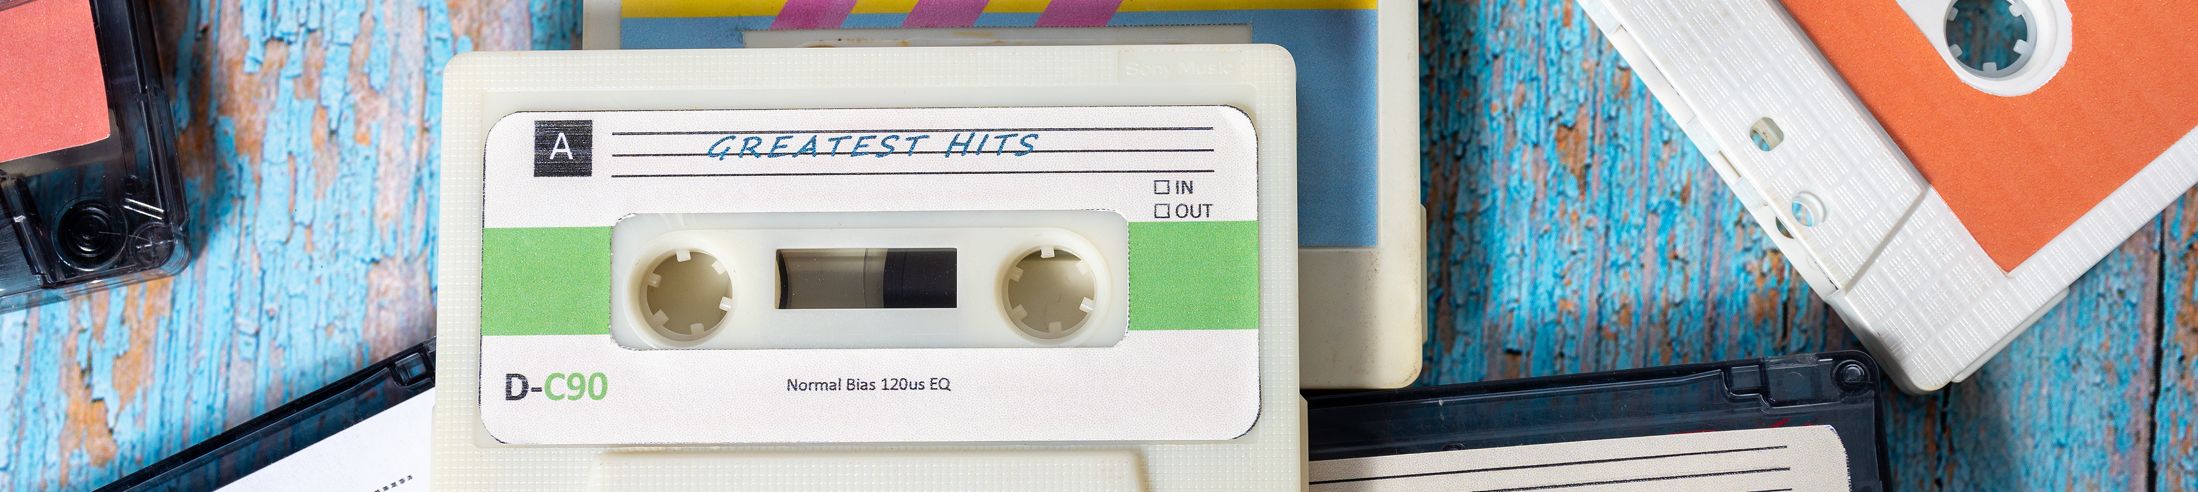 Sony Music
A
GREATEST HITS
IN
OUT
D-C90
Normal Bias 120us EQ